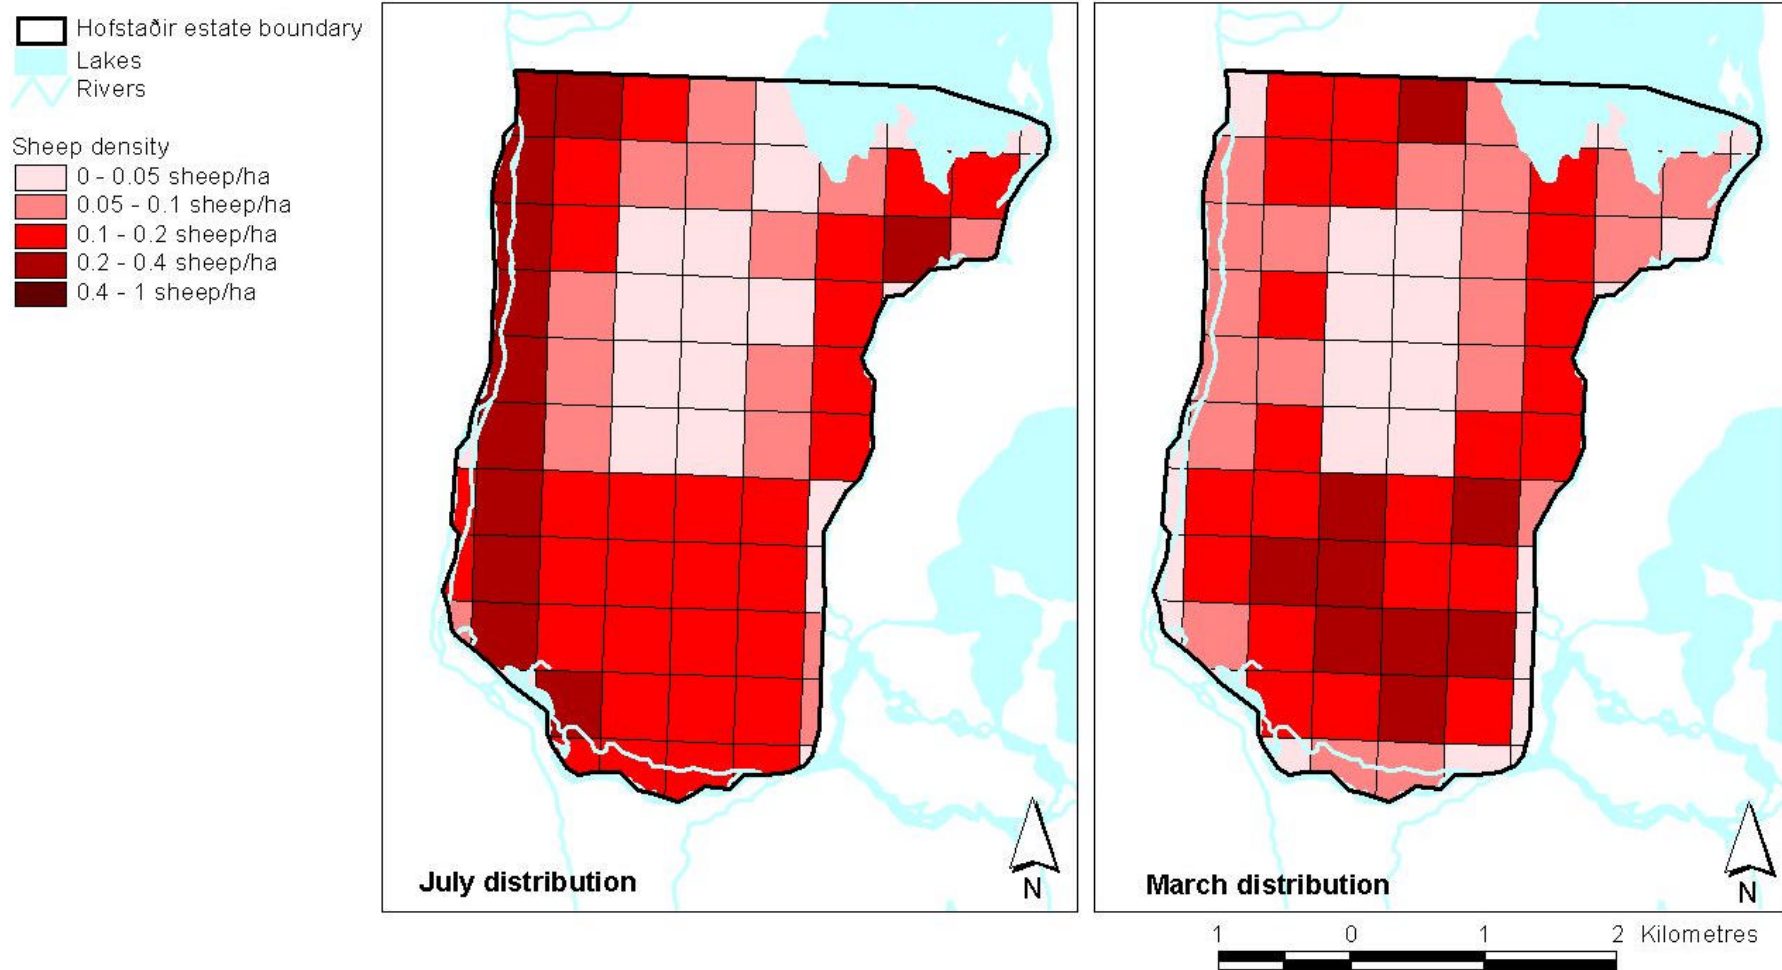 Hofstaðir estate boundary
Lakes
Rivers
Sheep density
0 - 0.05 sheep/ha
0.05 - 0.1 sheep/ha
0.1 - 0.2 sheep/ha
0.2 - 0.4 sheep/ha
0.4 - 1 sheep/ha
July distribution
N
March distribution
N
1 0 1 2 Kilometres